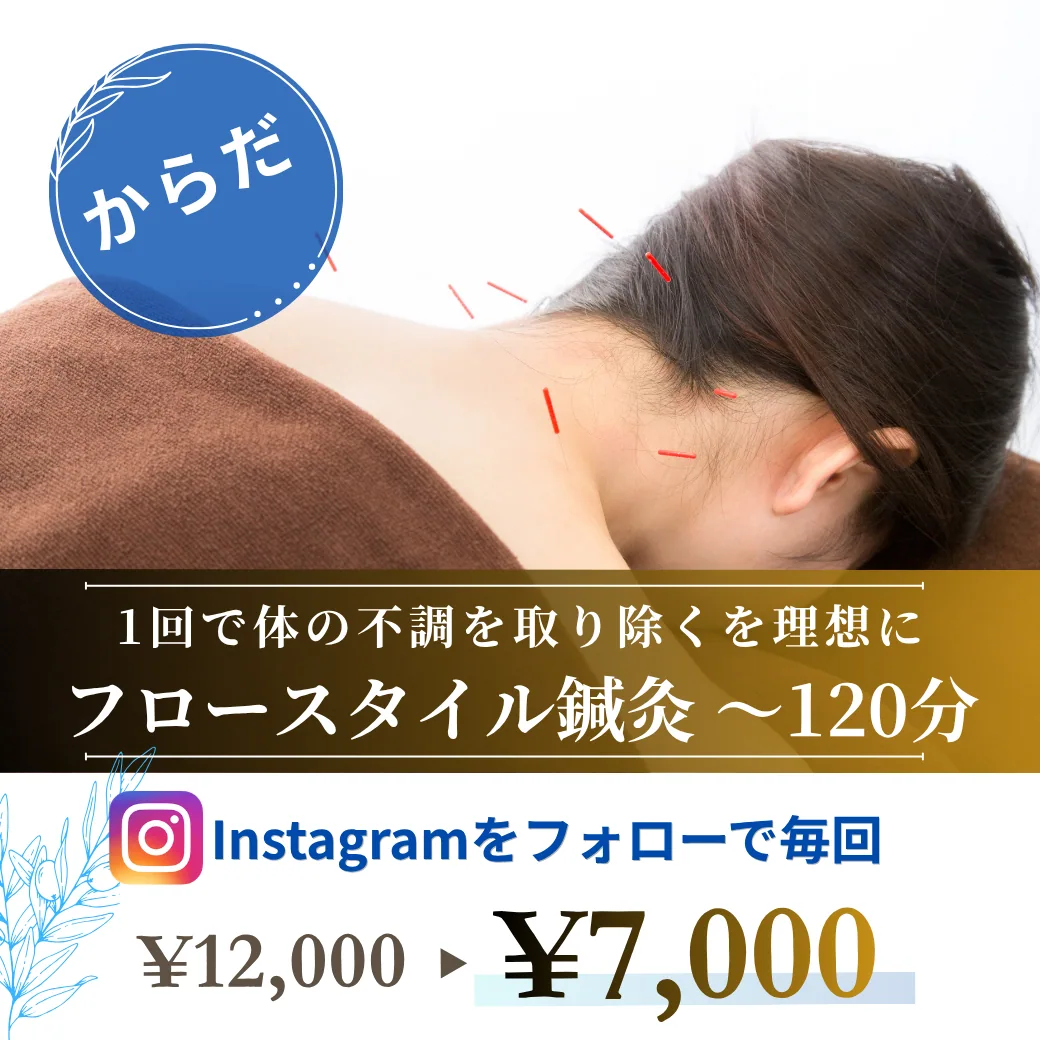 からだ
1回で体の不調を取り除くを理想に
フロースタイル鍼灸 〜120分
Instagramをフォローで毎回
¥12,000 ▶ ¥7,000